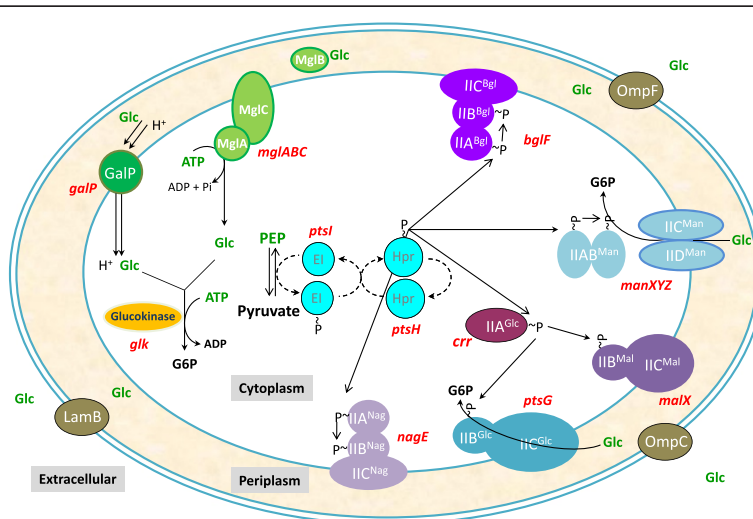 MglB Glc
Glc
Glc
OmpF
IIC^Bgl
MglC
IIB^Bgl ~P
Glc
H+
MglA
IIA^Bgl ~P
bglF
mglABC
ATP
GalP
galP
ADP + Pi
G6P
P~
ptsI
~P
~P
IIC^Man
PEP
Glc
Glc
EI
Hpr
IIAB^Man
IID^Man
H+ Glc
manXYZ
ATP
EI
Hpr
Pyruvate
Glucokinase
ptsH
IIA^Glc ~P
crr
~P
glk
ADP
~P
IIB^Mal
IIC^Mal
G6P
Cytoplasm
G6P
ptsG
malX
Glc
Glc
~P
LamB
P~ IIA^Nag
nagE
IIB^Glc
IIC^Glc
Glc
OmpC
P~ IIB^Nag
IIC^Nag
Extracellular
Periplasm
Glc